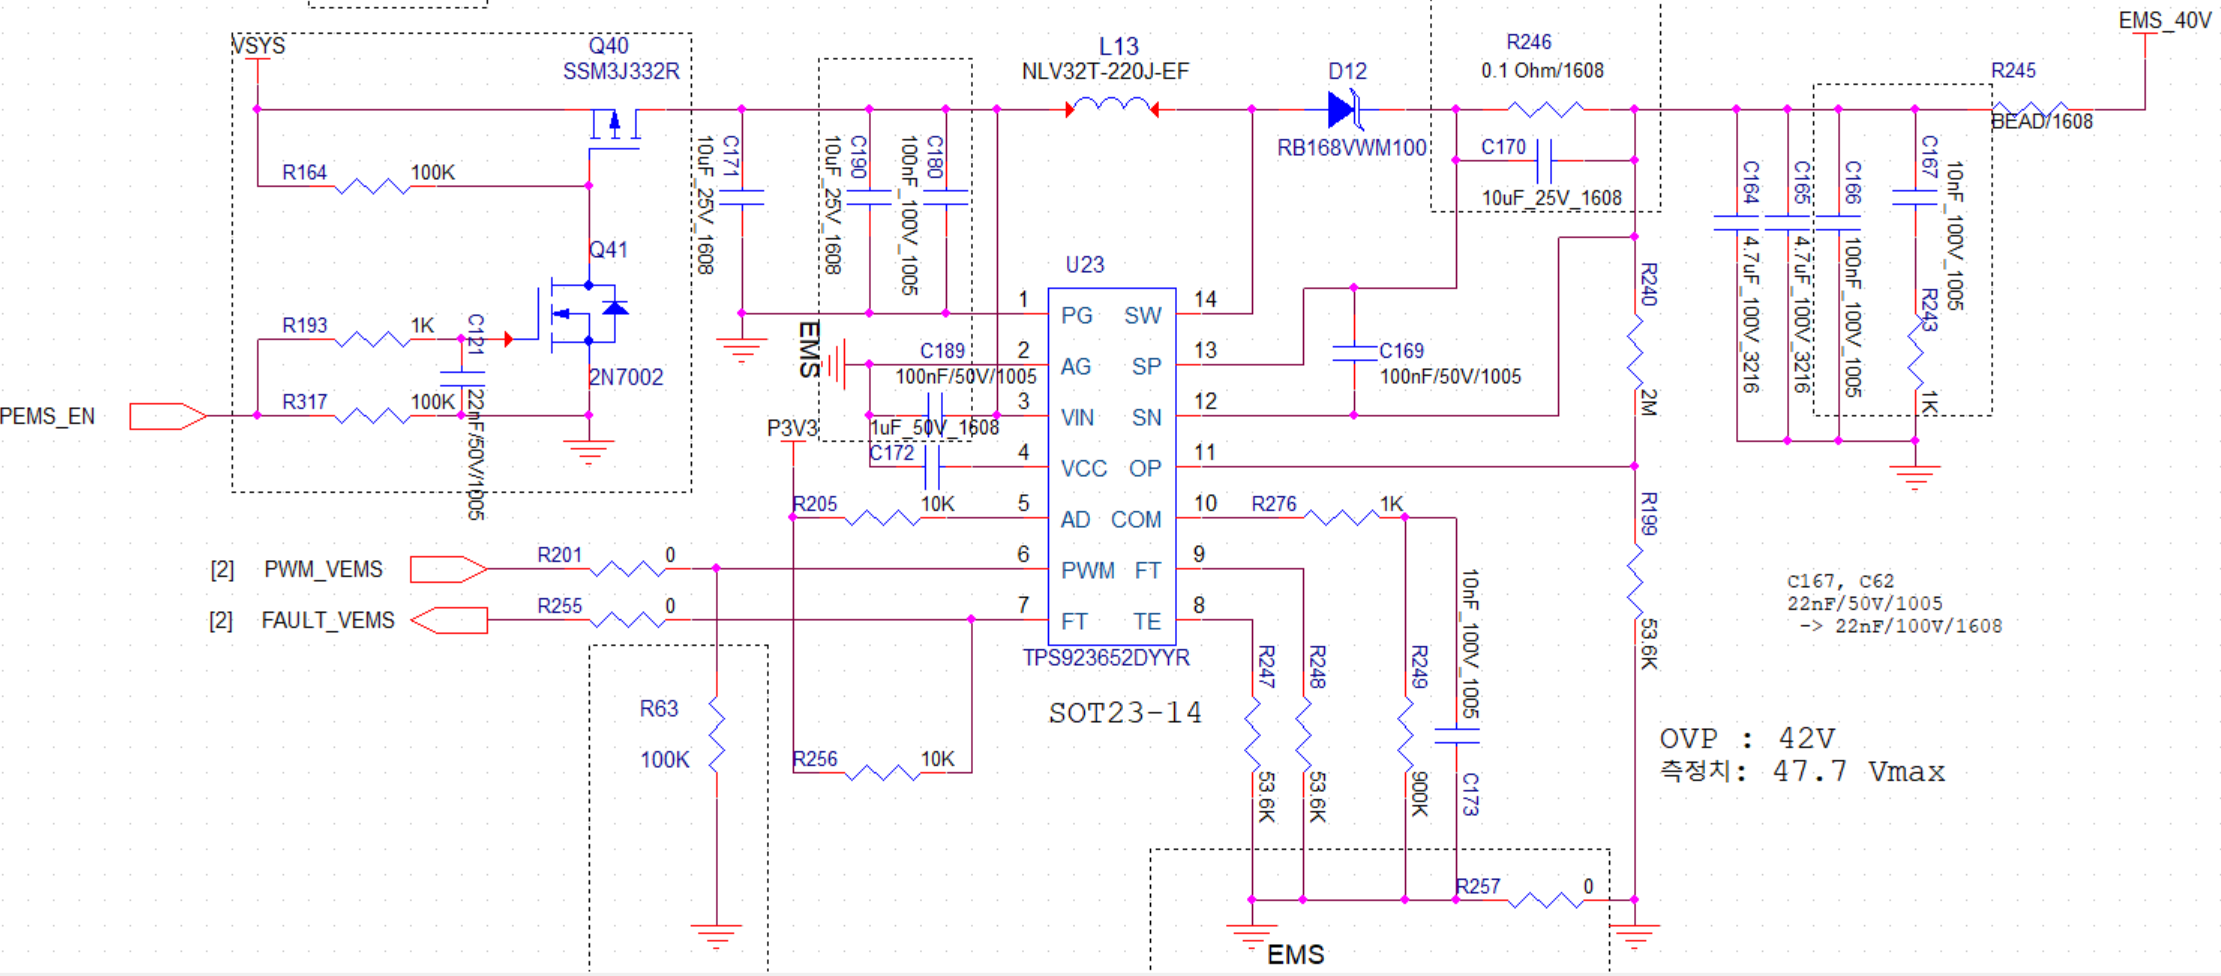 VSYS
Q40
SSM3J332R
R164
100K
Q41
2N7002
R193
1K
C121
22nF/50V/1005
R317
100K
PEMS_EN
C171
10uF_25V_1608
C190
10uF_25V_1608
C180
100nF_100V_1005
EMS
C189
100nF/50V/1005
1uF_50V_1608
C172
P3V3
R205
10K
[2]
PWM_VEMS
R201
0
[2]
FAULT_VEMS
R255
0
R63
100K
R256
10K
L13
NLV32T-220J-EF
D12
RB168VWM100
R246
0.1 Ohm/1608
C170
10uF_25V_1608
EMS_40V
R245
BEAD/1608
C164
4.7uF_100V_3216
C165
4.7uF_100V_3216
C166
100nF_100V_1005
C167
10nF_100V_1005
R243
1K
U23
1
PG
SW
14
2
AG
SP
13
3
VIN
SN
12
4
VCC
OP
11
5
AD
COM
10
6
PWM
FT
9
7
FT
TE
8
TPS923652DYYR
SOT23-14
C169
100nF/50V/1005
R240
2M
R199
53.6K
R276
1K
10nF_100V_1005
C173
R247
53.6K
R248
53.6K
R249
900K
R257
0
EMS
C167, C62
22nF/50V/1005
-> 22nF/100V/1608
OVP : 42V
측정치: 47.7 Vmax